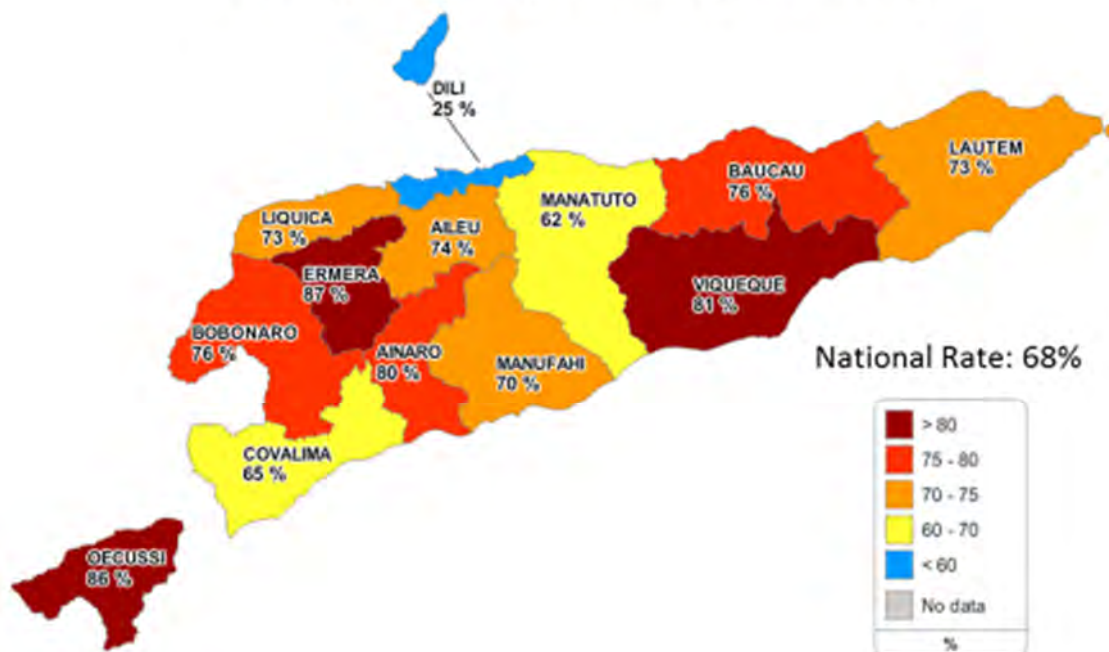 DILI
25 %
LAUTEM
73 %
BAUCAU
76 %
MANATUTO
62 %
LIQUICA
73 %
AILEU
74 %
ERMERA
87 %
VIQUEQUE
81 %
BOBONARO
76 %
AINARO
80 %
MANUFAHI
70 %
National Rate: 68%
COVALIMA
65 %
OECUSSI
86 %
> 80
75 - 80
70 - 75
60 - 70
< 60
No data
%